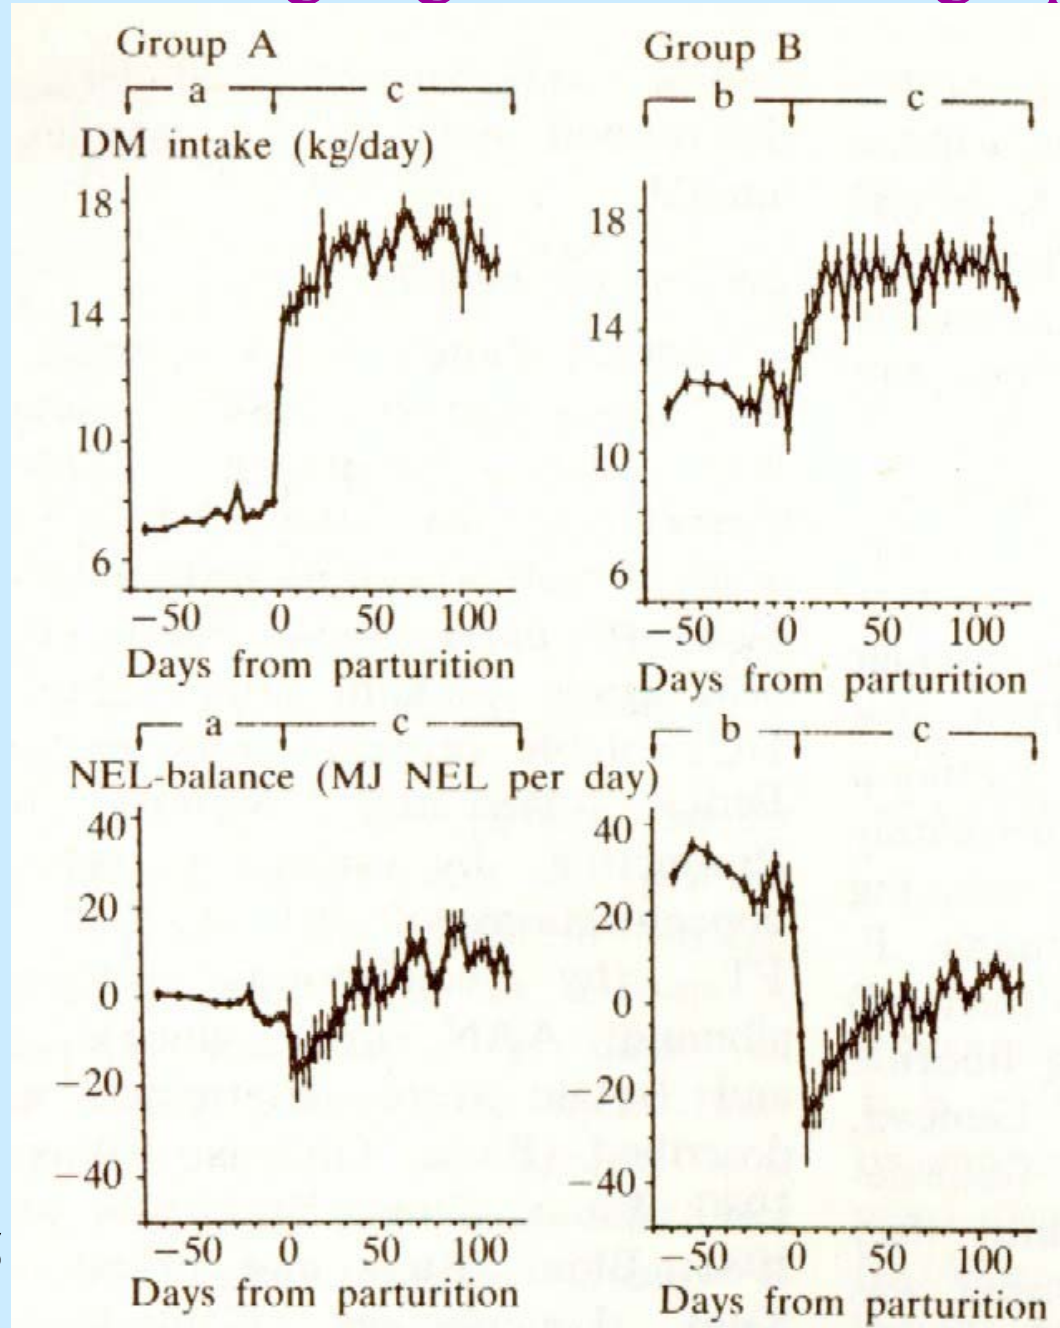 Group A
a c
DM intake (kg/day)
18
14
10
6
−50 0 50 100
Days from parturition
Group B
b c
18
14
10
6
−50 0 50 100
Days from parturition
a c
NEL-balance (MJ NEL per day)
40
20
0
−20
−40
−50 0 50 100
Days from parturition
b c
40
20
0
−20
−40
−50 0 50 100
Days from parturition